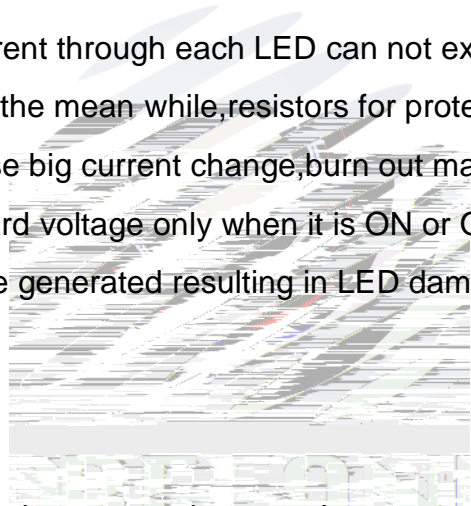 rent through each LED can not ex
the mean while,resistors for prote
se big current change,burn out ma
rd voltage only when it is ON or
e generated resulting in LED dam